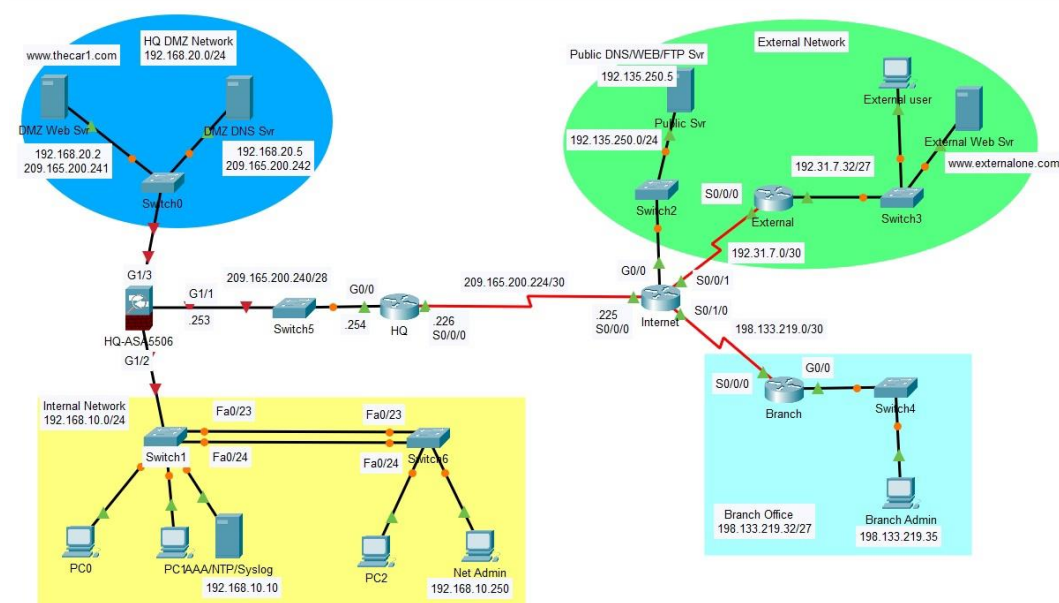 www.thecar1.com
HQ DMZ Network
192.168.20.0/24
DMZ Web Svr
DMZ DNS Svr
192.168.20.2
209.165.200.241
192.168.20.5
209.165.200.242
Switch0
G1/3
G1/1
.253
HQ-ASA5506
G1/2
209.165.200.240/28
Switch5
G0/0
.254
HQ
.226
S0/0/0
209.165.200.224/30
.225
S0/0/0
Internet
G0/0
S0/0/1
S0/1/0
Public DNS/WEB/FTP Svr
192.135.250.5
Public Svr
192.135.250.0/24
Switch2
External Network
External user
External Web Svr
www.externalone.com
192.31.7.32/27
Switch3
S0/0/0
External
192.31.7.0/30
198.133.219.0/30
S0/0/0
G0/0
Branch
Switch4
Branch Office
198.133.219.32/27
Branch Admin
198.133.219.35
Internal Network
192.168.10.0/24
Fa0/23
Fa0/23
Switch1
Fa0/24
Fa0/24
Switch6
PC0
PC1
AAA/NTP/Syslog
192.168.10.10
PC2
Net Admin
192.168.10.250